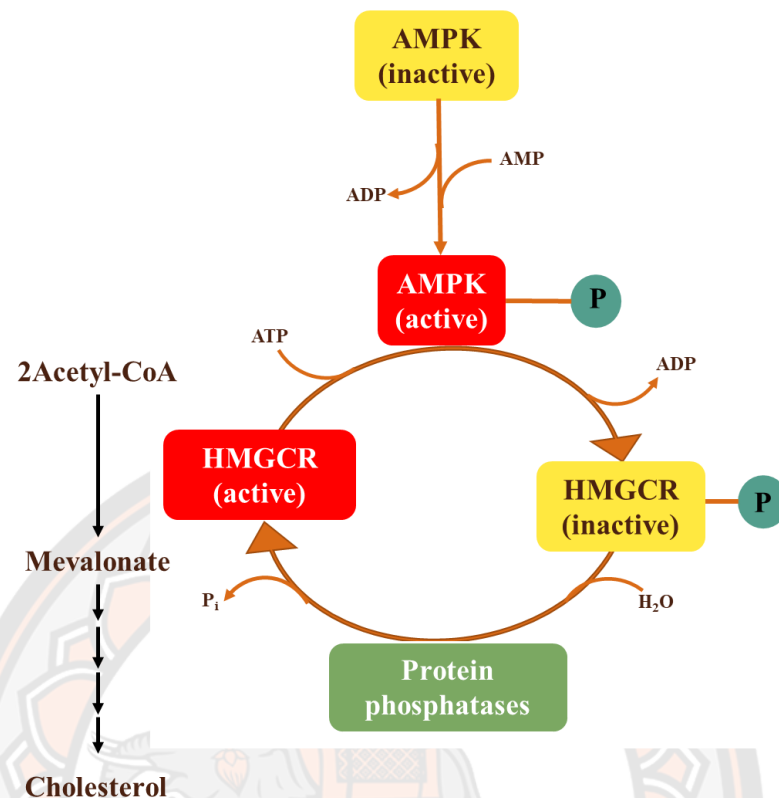 AMPK
(inactive)
AMP
ADP
AMPK
(active)
P
ATP
ADP
2Acetyl-CoA
HMGCR
(active)
HMGCR
(inactive)
P
Mevalonate
Pi
H2O
Protein
phosphatases
Cholesterol